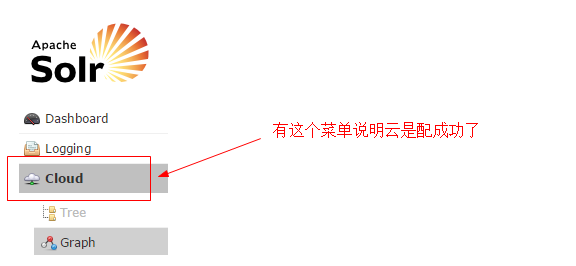 Apache
Solr
Dashboard
Logging
有这个菜单说明云是配成功了
Cloud
Tree
Graph